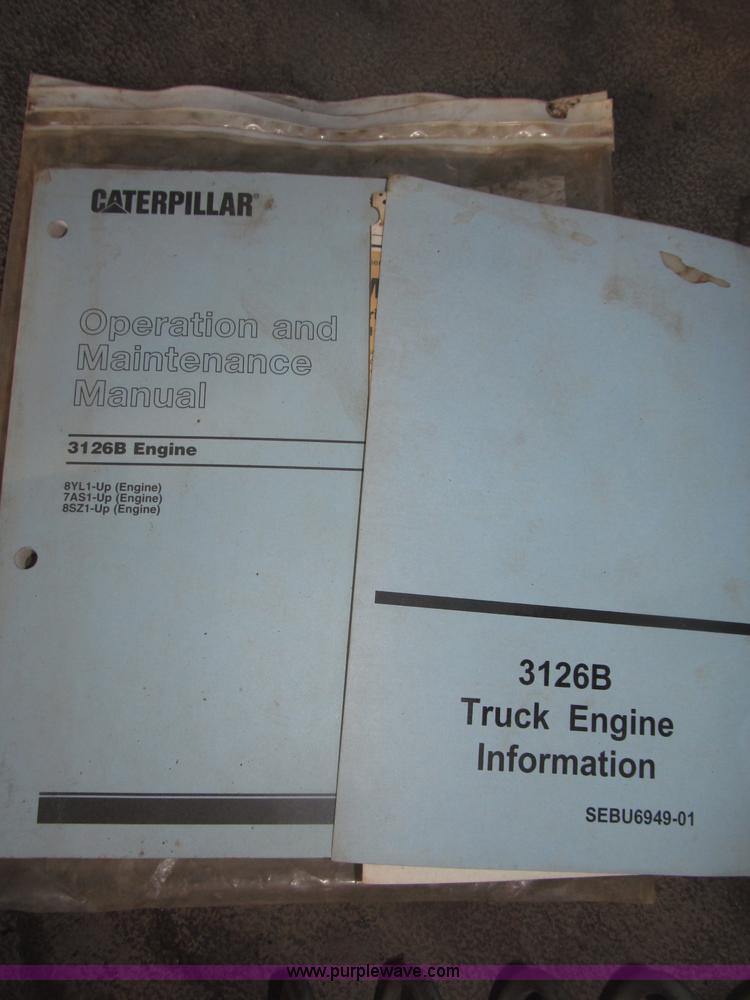 CATERPILLAR®
Operation and
Maintenance
Manual
3126B Engine
8YL1-Up (Engine)
7AS1-Up (Engine)
8SZ1-Up (Engine)
3126B
Truck Engine
Information
SEBU6949-01
www.purplewave.com